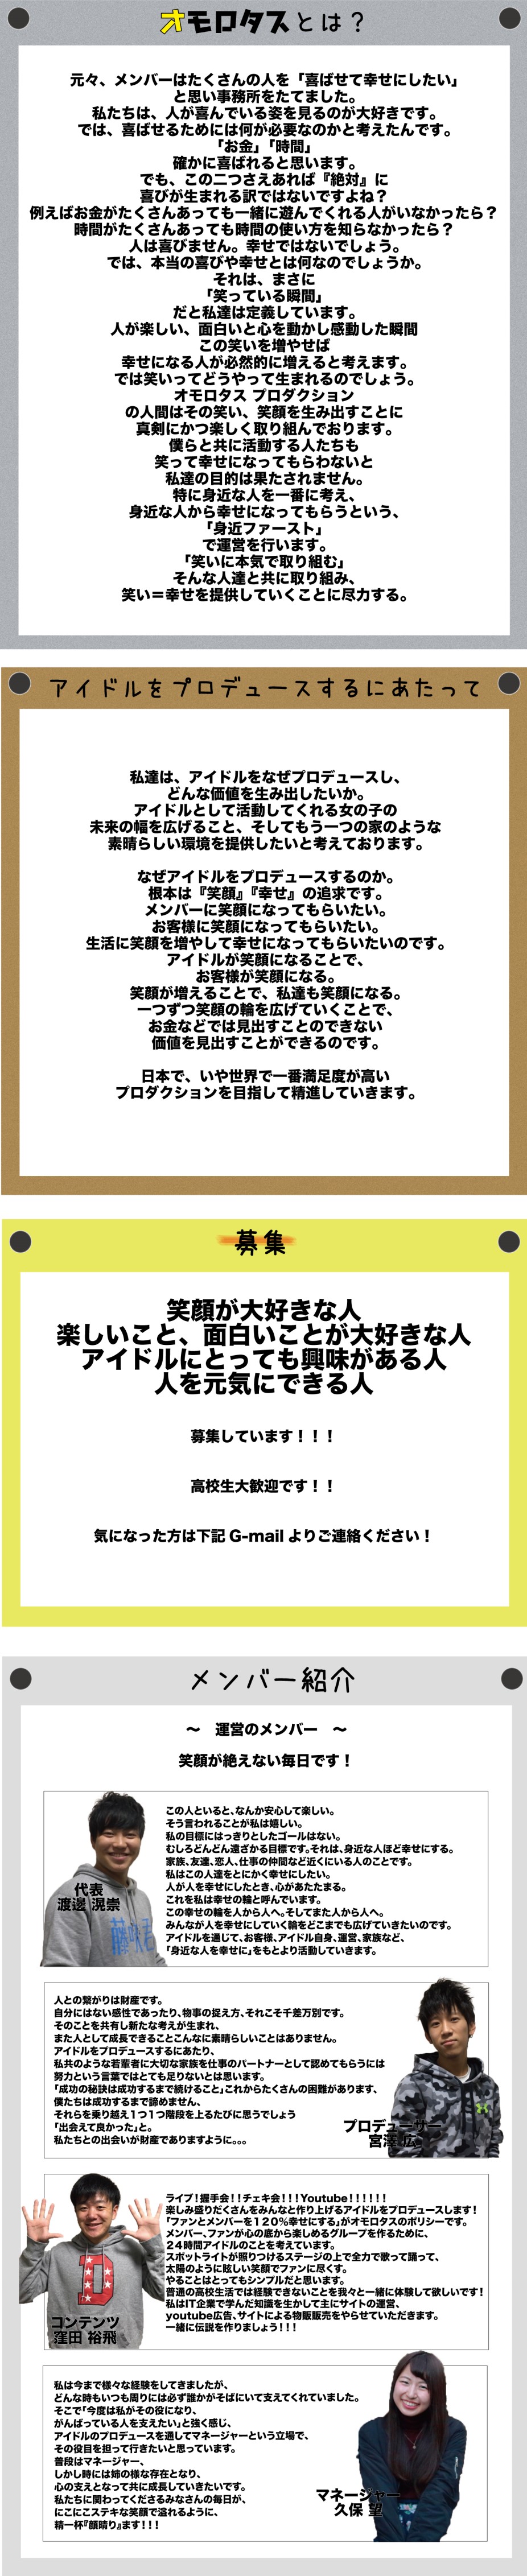 オモロタスとは？
元々、メンバーはたくさんの人を「喜ばせて幸せにしたい」
と思い事務所をたてました。
私たちは、人が喜んでいる姿を見るのが大好きです。
では、喜ばせるためには何が必要なのかと考えたんです。
「お金」「時間」
確かに喜ばれると思います。
でも、この二つさえあれば『絶対』に
喜びが生まれる訳ではないですよね？
例えばお金がたくさんあっても一緒に遊んでくれる人がいなかったら？
時間がたくさんあっても時間の使い方を知らなかったら？
人は喜びません。幸せではないでしょう。
では、本当の喜びや幸せとは何なのでしょうか。
それは、まさに
「笑っている瞬間」
だと私達は定義しています。
人が楽しい、面白いと心を動かし感動した瞬間
この笑いを増やせば
幸せになる人が必然的に増えると考えます。
では笑いってどうやって生まれるのでしょう。
オモロタス プロダクション
の人間はその笑い、笑顔を生み出すことに
真剣にかつ楽しく取り組んでおります。
僕らと共に活動する人たちも
笑って幸せになってもらわないと
私達の目的は果たされません。
特に身近な人を一番に考え、
身近な人から幸せになってもらうという、
「身近ファースト」
で運営を行います。
「笑いに本気で取り組む」
そんな人達と共に取り組み、
笑い＝幸せを提供していくことに尽力する。
アイドルをプロデュースするにあたって
私達は、アイドルをなぜプロデュースし、
どんな価値を生み出したいか。
アイドルとして活動してくれる女の子の
未来の幅を広げること、そしてもう一つの家のような
素晴らしい環境を提供したいと考えております。
なぜアイドルをプロデュースするのか。
根本は『笑顔』『幸せ』の追求です。
メンバーに笑顔になってもらいたい。
お客様に笑顔になってもらいたい。
生活に笑顔を増やして幸せになってもらいたいのです。
アイドルが笑顔になることで、
お客様が笑顔になる。
笑顔が増えることで、私達も笑顔になる。
一つずつ笑顔の輪を広げていくことで、
お金などでは見出すことのできない
価値を見出すことができるのです。
日本で、いや世界で一番満足度が高い
プロダクションを目指して精進していきます。
募集
笑顔が大好きな人
楽しいこと、面白いことが大好きな人
アイドルにとっても興味がある人
人を元気にできる人
募集しています！！！
高校生大歓迎です！！
気になった方は下記 G-mail よりご連絡ください！
メンバー紹介
～　運営のメンバー　～
笑顔が絶えない毎日です！
この人といると、なんか安心して楽しい。
そう言われることが私は嬉しい。
私の目標にはっきりとしたゴールはない。
むしろどんどん遠ざかる目標です。それは、身近な人ほど幸せにする。
家族、友達、恋人、仕事の仲間など近くにいる人のことです。
私はこの人達をとにかく幸せにしたい。
人が人を幸せにしたとき、心があたたまる。
これを私は幸せの輪と呼んでいます。
この幸せの輪を人から人へ。そしてまた人から人へ。
みんなが人を幸せにしていく輪をどこまでも広げていきたいのです。
アイドルを通じて、お客様、アイドル自身、運営、家族など、
「身近な人を幸せに」をもとより活動していきます。
代表
渡邊 滉崇
人との繋がりは財産です。
自分にはない感性であったり、物事の捉え方、それこそ千差万別です。
そのことを共有し新たな考えが生まれ、
また人として成長できることこんなに素晴らしいことはありません。
アイドルをプロデュースするにあたり、
私共のような若輩者に大切な家族を仕事のパートナーとして認めてもらうには
努力という言葉ではとても足りないとは思います。
「成功の秘訣は成功するまで続けること」これからたくさんの困難があります、
僕たちは成功するまで諦めません、
それらを乗り越え1つ1つ階段を上るたびに思うでしょう
「出会えて良かった」と。
私たちとの出会いが財産でありますように。。。
プロデューサー
宮澤 広
ライブ！握手会！！チェキ会！！！Youtube！！！！！！
楽しみ盛りだくさんをみんなと作り上げるアイドルをプロデュースします！
「ファンとメンバーを１２０％幸せにする」がオモロタスのポリシーです。
メンバー、ファンが心の底から楽しめるグループを作るために、
２４時間アイドルのことを考えています。
スポットライトが照りつけるステージの上で全力で歌って踊って、
太陽のように眩しい笑顔でファンに尽くす。
やることはとってもシンプルだと思います。
普通の高校生活では経験できないことを我々と一緒に体験して欲しいです！
私はIT企業で学んだ知識を生かして主にサイトの運営、
youtube広告、サイトによる物販販売をやらせていただきます。
一緒に伝説を作りましょう！！！
コンテンツ
窪田 裕飛
私は今まで様々な経験をしてきましたが、
どんな時もいつも周りには必ず誰かがそばにいて支えてくれていました。
そこで「今度は私がその役になり、
がんばっている人を支えたい」と強く感じ、
アイドルのプロデュースを通してマネージャーという立場で、
その役目を担って行きたいと思っています。
普段はマネージャー、
しかし時には姉の様な存在となり、
心の支えとなって共に成長していきたいです。
私たちに関わってくださるみなさんの毎日が、
にこにこステキな笑顔で溢れるように、
精一杯『顔晴り』ます！！！
マネージャー
久保 望